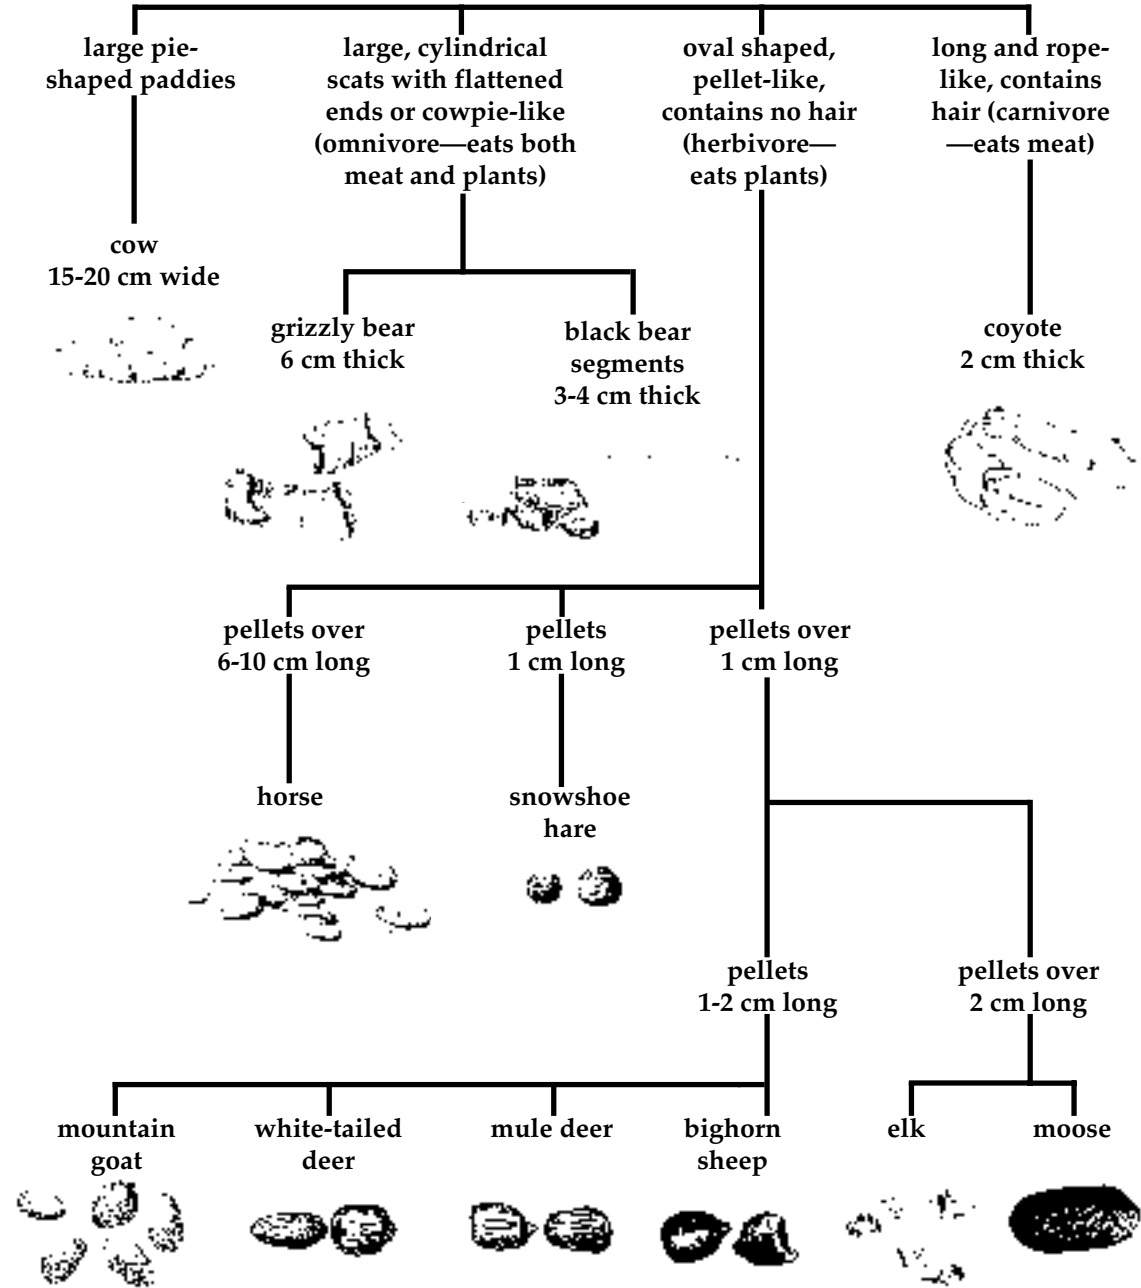 large pie-
shaped paddies
large, cylindrical
scats with flattened
ends or cowpie-like
(omnivore—eats both
meat and plants)
oval shaped,
pellet-like,
contains no hair
(herbivore—
eats plants)
long and rope-
like, contains
hair (carnivore
—eats meat)
cow
15-20 cm wide
grizzly bear
6 cm thick
black bear
segments
3-4 cm thick
coyote
2 cm thick
pellets over
6-10 cm long
pellets
1 cm long
pellets over
1 cm long
horse
snowshoe
hare
pellets
1-2 cm long
pellets over
2 cm long
mountain
goat
white-tailed
deer
mule deer
bighorn
sheep
elk
moose